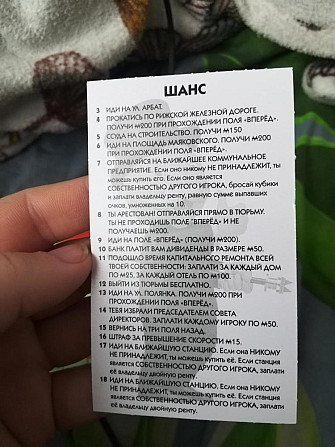 ШАНС
3 ИДИ НА УЛ. АРБАТ.
4 ПРОКАТИСЬ ПО РИЖСКОЙ ЖЕЛЕЗНОЙ ДОРОГЕ.
ПОЛУЧИ ₩200 ПРИ ПРОХОЖДЕНИИ ПОЛЯ «ВПЕРЁД».
5 ССУДА НА СТРОИТЕЛЬСТВО. ПОЛУЧИ ₩150
6 ИДИ НА ПЛОЩАДЬ МАЯКОВСКОГО. ПОЛУЧИ ₩200
ПРИ ПРОХОЖДЕНИИ ПОЛЯ «ВПЕРЁД».
7 ОТПРАВЛЯЙСЯ НА БЛИЖАЙШЕЕ КОММУНАЛЬНОЕ
ПРЕДПРИЯТИЕ. Если оно НИКОМУ НЕ ПРИНАДЛЕЖИТ, ты
можешь купить его. Если оно является
СОБСТВЕННОСТЬЮ ДРУГОГО ИГРОКА, бросай кубики
и заплати владельцу ренту, равную сумме выпавших
очков, умноженных на 10.
8 ТЫ АРЕСТОВАН! ОТПРАВЛЯЙСЯ ПРЯМО В ТЮРЬМУ.
ТЫ НЕ ПРОХОДИШЬ ПОЛЕ «ВПЕРЁД» И НЕ
ПОЛУЧАЕШЬ ₩200.
9 ИДИ НА ПОЛЕ «ВПЕРЁД» (ПОЛУЧИ ₩200).
10 БАНК ПЛАТИТ ВАМ ДИВИДЕНДЫ В РАЗМЕРЕ ₩50.
11 ПОДОШЛО ВРЕМЯ КАПИТАЛЬНОГО РЕМОНТА ВСЕЙ
ТВОЕЙ СОБСТВЕННОСТИ: ЗАПЛАТИ ЗА КАЖДЫЙ ДОМ
ПО ₩25, ЗА КАЖДЫЙ ОТЕЛЬ ПО ₩100.
12 ВЫЙТИ ИЗ ТЮРЬМЫ БЕСПЛАТНО.
13 ИДИ НА УЛ. ПОЛЯНКА. ПОЛУЧИ ₩200 ПРИ
ПРОХОЖДЕНИИ ПОЛЯ «ВПЕРЁД».
14 ТЕБЯ ИЗБРАЛИ ПРЕДСЕДАТЕЛЕМ СОВЕТА
ДИРЕКТОРОВ. ЗАПЛАТИ КАЖДОМУ ИГРОКУ ПО ₩50.
15 ВЕРНИСЬ НА ТРИ ПОЛЯ НАЗАД.
16 ШТРАФ ЗА ПРЕВЫШЕНИЕ СКОРОСТИ ₩15.
17 ИДИ НА БЛИЖАЙШУЮ СТАНЦИЮ. Если она НИКОМУ
НЕ ПРИНАДЛЕЖИТ, ты можешь купить её. Если станция
является СОБСТВЕННОСТЬЮ ДРУГОГО ИГРОКА, заплати
её владельцу двойную ренту.
18 ИДИ НА БЛИЖАЙШУЮ СТАНЦИЮ. Если она НИКОМУ
НЕ ПРИНАДЛЕЖИТ, ты можешь купить её. Если станция
является СОБСТВЕННОСТЬЮ ДРУГОГО ИГРОКА, заплати
её владельцу двойную ренту.